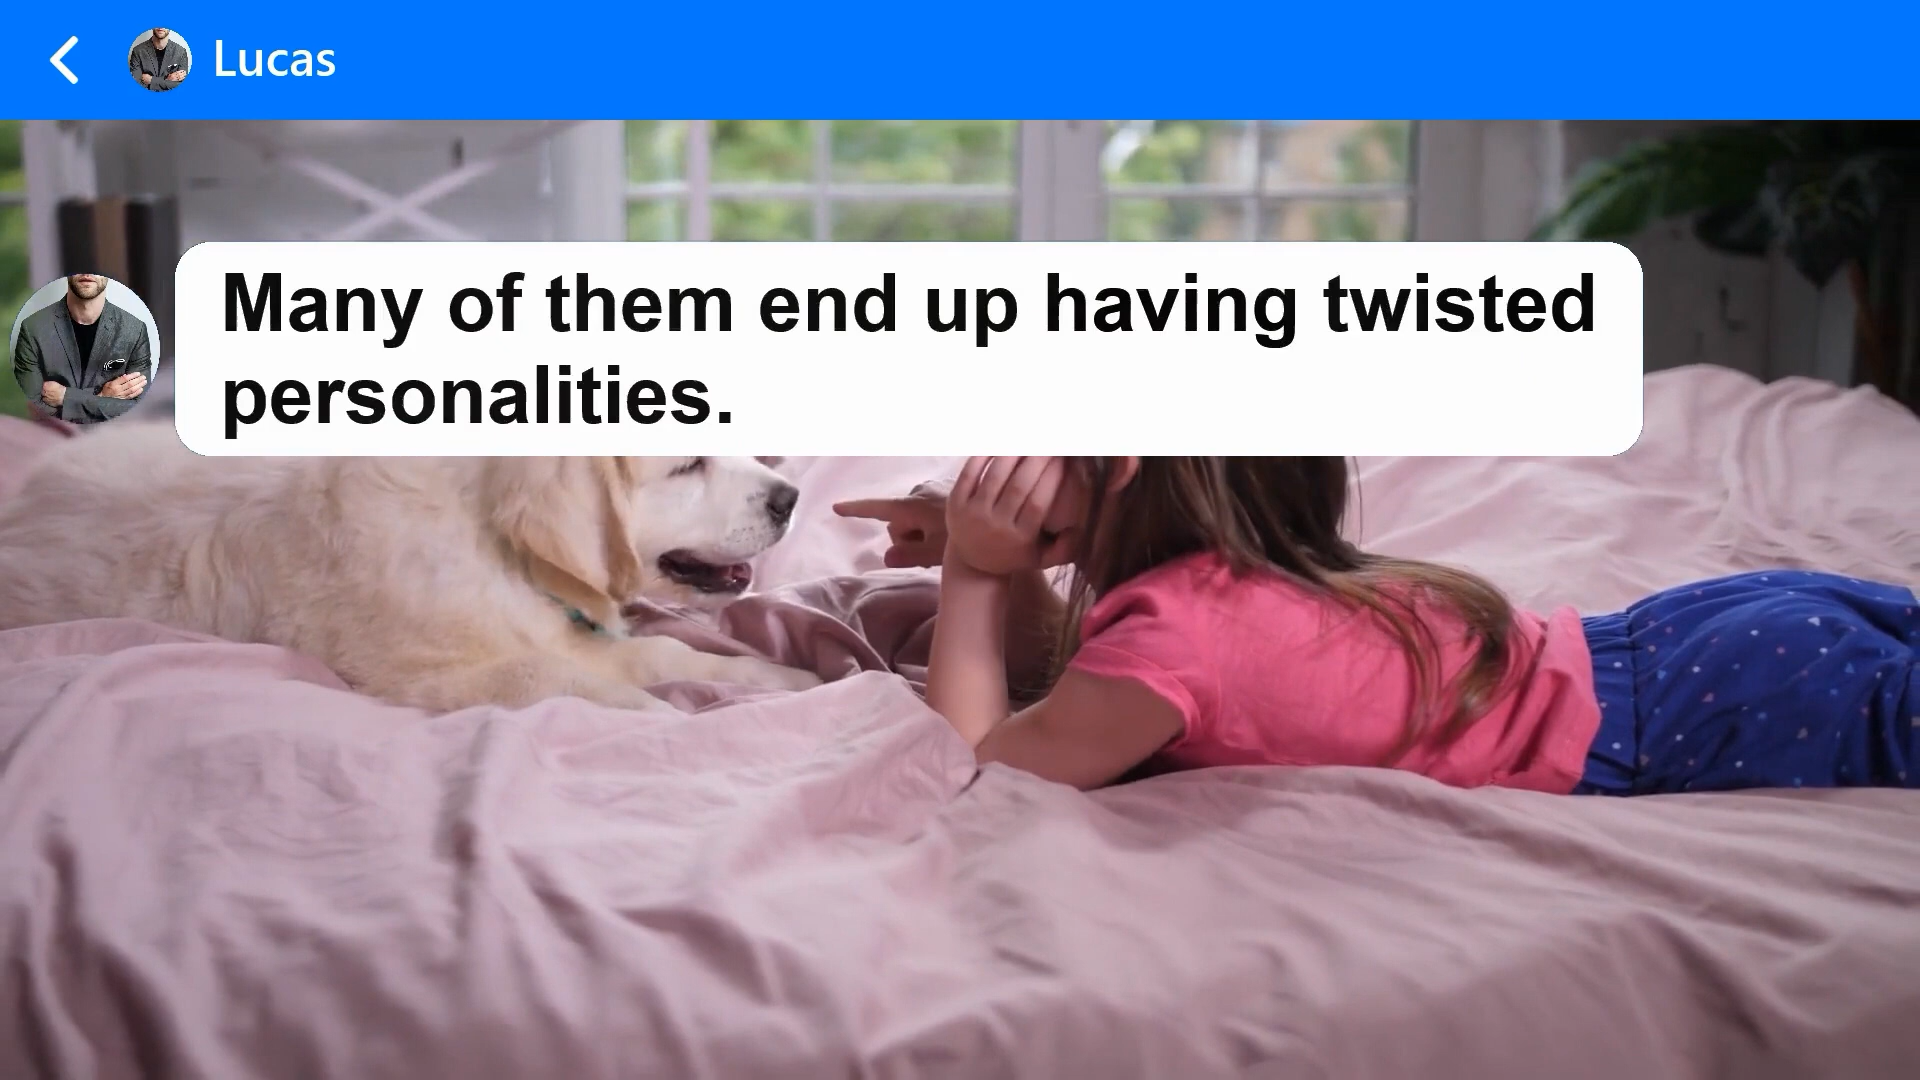 Lucas
Many of them end up having twisted
personalities.